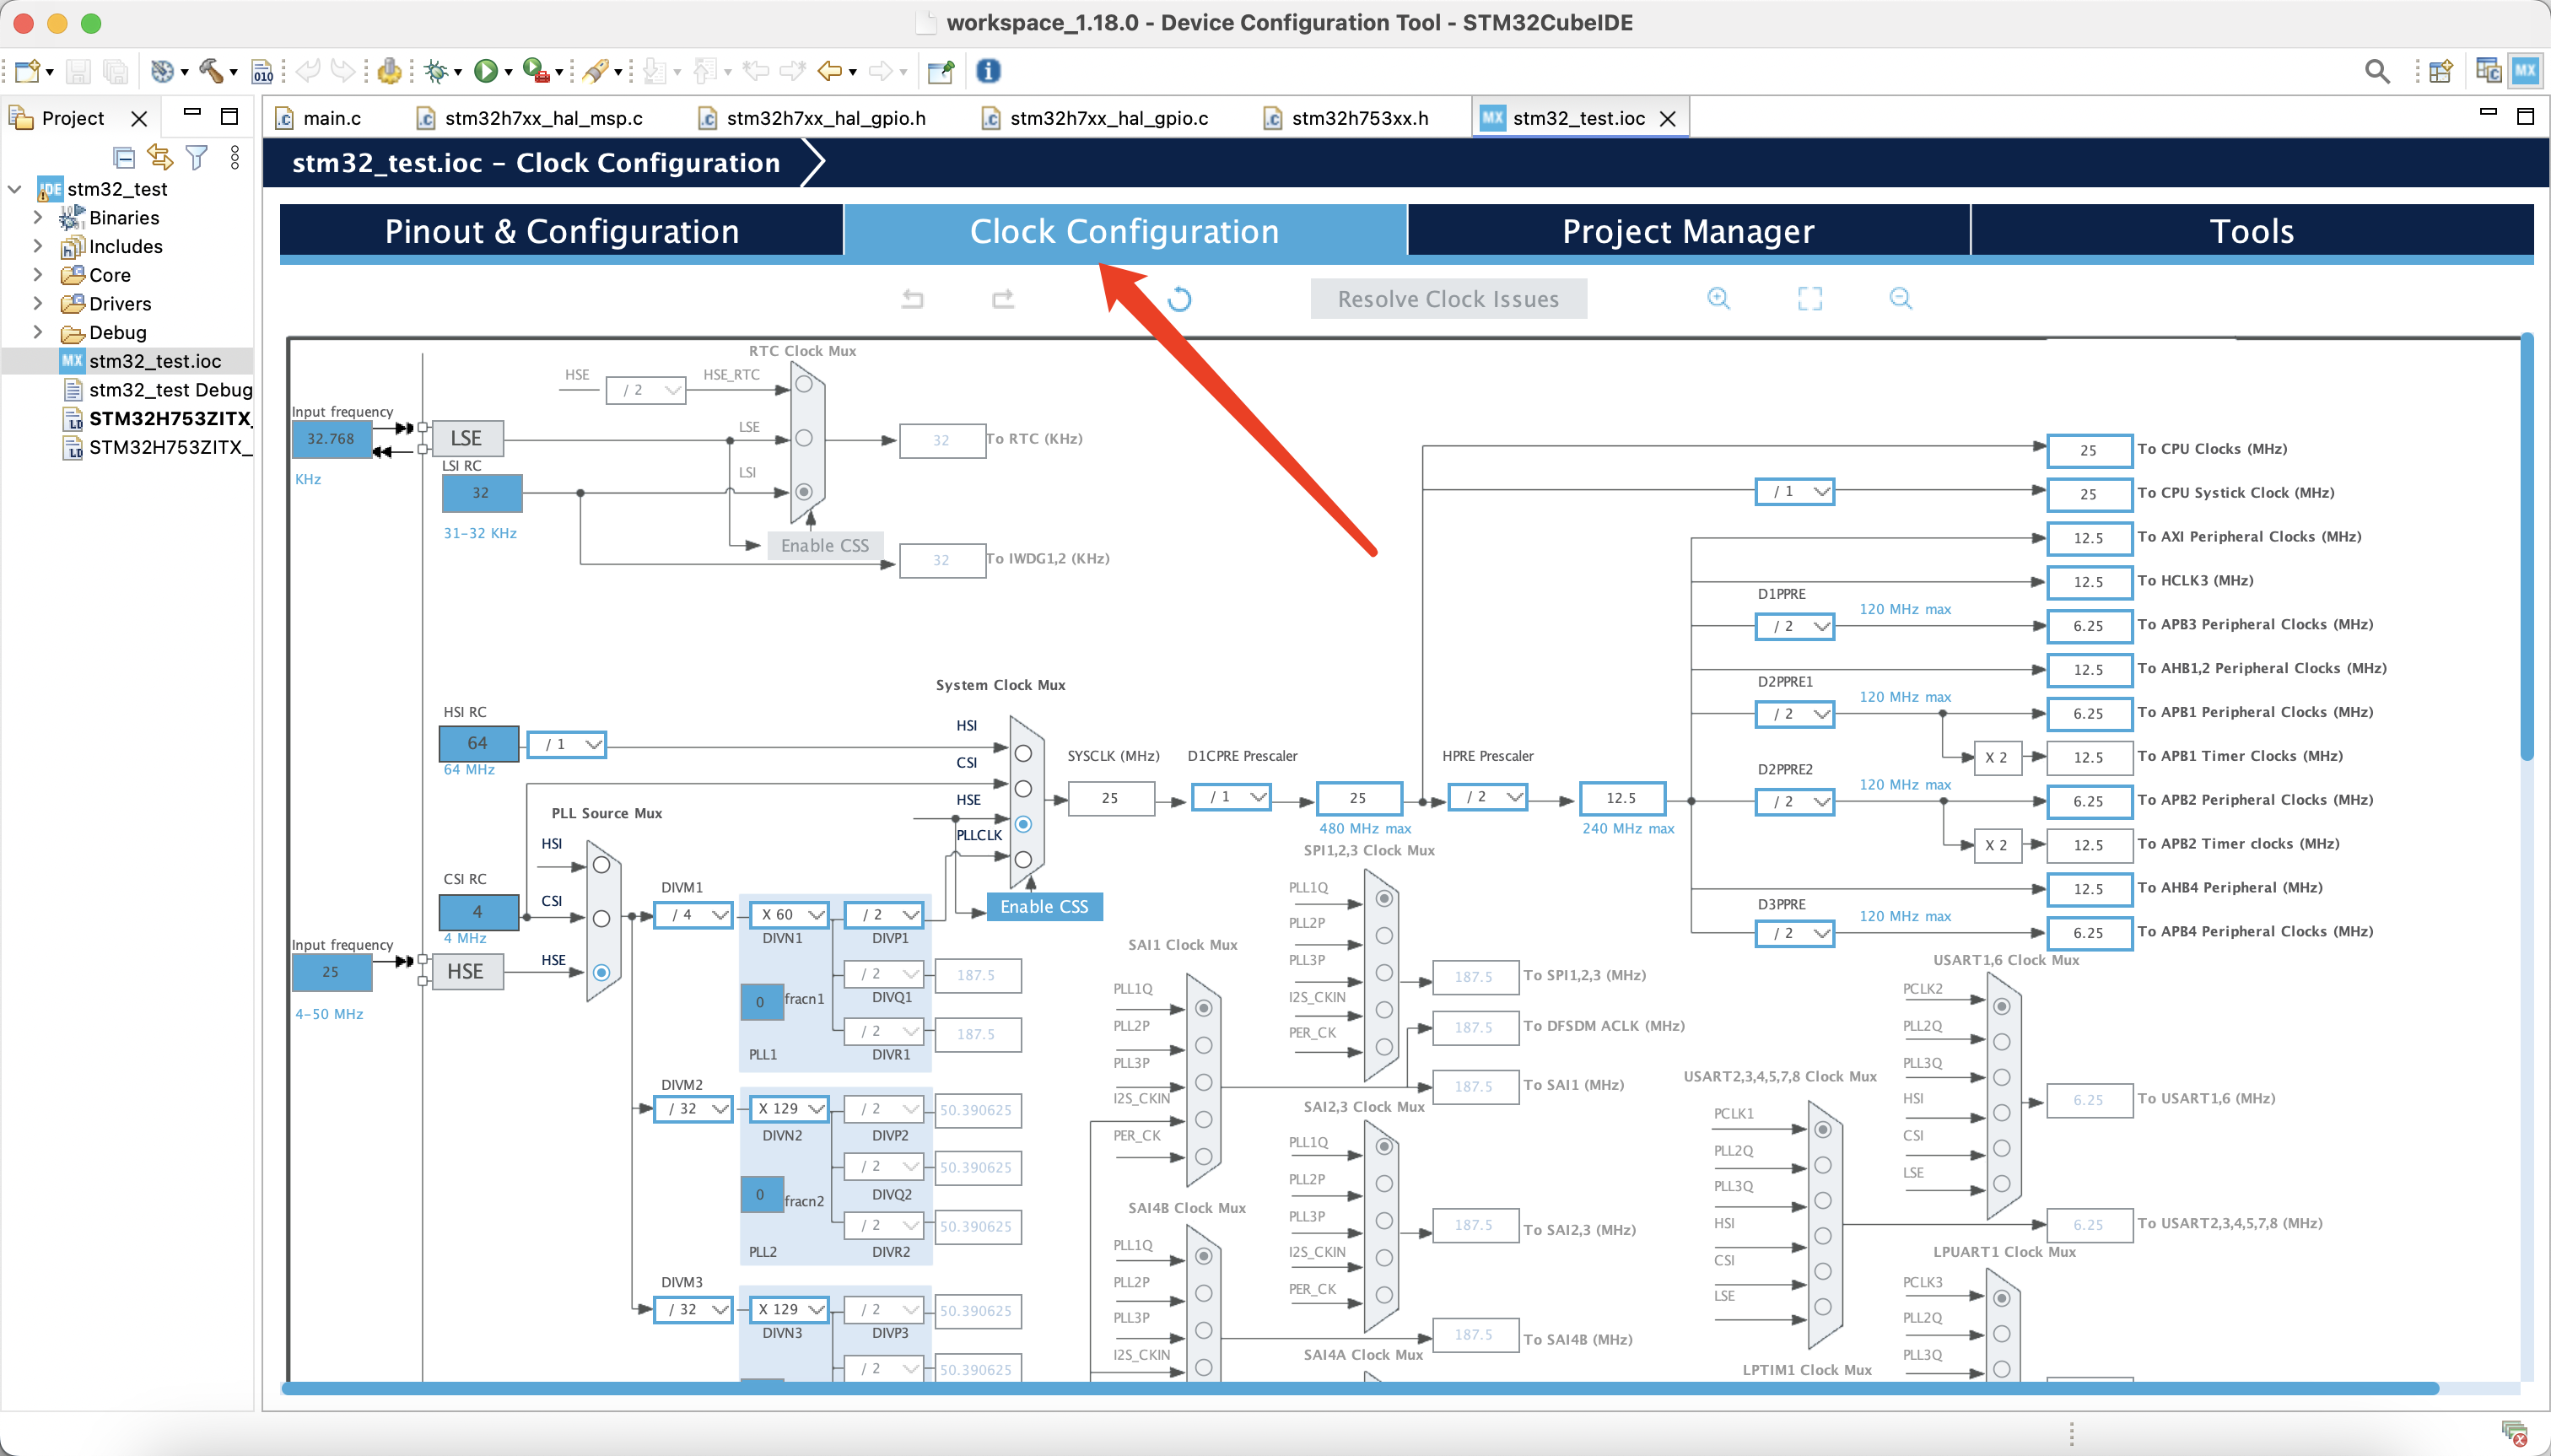 workspace_1.18.0 - Device Configuration Tool - STM32CubeIDE
010
MX
Project
main.c
stm32h7xx_hal_msp.c
stm32h7xx_hal_gpio.h
stm32h7xx_hal_gpio.c
stm32h753xx.h
MX stm32_test.ioc
stm32_test.ioc – Clock Configuration
IDE stm32_test
Binaries
Includes
Core
Drivers
Debug
MX stm32_test.ioc
stm32_test Debug
STM32H753ZITX_
STM32H753ZITX_
Pinout & Configuration
Clock Configuration
Project Manager
Tools
Resolve Clock Issues
RTC Clock Mux
HSE
/ 2
HSE_RTC
Input frequency
32.768
KHz
LSE
LSE
32
To RTC (KHz)
LSI RC
32
31-32 KHz
LSI
Enable CSS
32
To IWDG1,2 (KHz)
25
To CPU Clocks (MHz)
/ 1
25
To CPU Systick Clock (MHz)
12.5
To AXI Peripheral Clocks (MHz)
12.5
To HCLK3 (MHz)
D1PPRE
/ 2
120 MHz max
6.25
To APB3 Peripheral Clocks (MHz)
12.5
To AHB1,2 Peripheral Clocks (MHz)
D2PPRE1
/ 2
120 MHz max
6.25
To APB1 Peripheral Clocks (MHz)
X 2
12.5
To APB1 Timer Clocks (MHz)
D2PPRE2
/ 2
120 MHz max
6.25
To APB2 Peripheral Clocks (MHz)
X 2
12.5
To APB2 Timer clocks (MHz)
12.5
To AHB4 Peripheral (MHz)
D3PPRE
/ 2
120 MHz max
6.25
To APB4 Peripheral Clocks (MHz)
System Clock Mux
HSI RC
64
64 MHz
/ 1
HSI
CSI
HSE
PLLCLK
Enable CSS
SYSCLK (MHz)
25
D1CPRE Prescaler
/ 1
25
480 MHz max
HPRE Prescaler
/ 2
12.5
240 MHz max
PLL Source Mux
HSI
CSI
HSE
CSI RC
4
4 MHz
Input frequency
25
4-50 MHz
HSE
DIVM1
/ 4
X 60
DIVN1
/ 2
DIVP1
0
fracn1
/ 2
187.5
DIVQ1
/ 2
187.5
PLL1
DIVR1
DIVM2
/ 32
X 129
DIVN2
/ 2
50.390625
DIVP2
0
fracn2
/ 2
50.390625
DIVQ2
/ 2
50.390625
PLL2
DIVR2
DIVM3
/ 32
X 129
DIVN3
/ 2
50.390625
DIVP3
/ 2
50.390625
SPI1,2,3 Clock Mux
PLL1Q
PLL2P
PLL3P
I2S_CKIN
PER_CK
187.5
To SPI1,2,3 (MHz)
187.5
To DFSDM ACLK (MHz)
SAI1 Clock Mux
PLL1Q
PLL2P
PLL3P
I2S_CKIN
PER_CK
187.5
To SAI1 (MHz)
SAI2,3 Clock Mux
PLL1Q
PLL2P
PLL3P
I2S_CKIN
PER_CK
187.5
To SAI2,3 (MHz)
SAI4B Clock Mux
PLL1Q
PLL2P
PLL3P
I2S_CKIN
187.5
To SAI4B (MHz)
SAI4A Clock Mux
USART1,6 Clock Mux
PCLK2
PLL2Q
PLL3Q
HSI
CSI
LSE
6.25
To USART1,6 (MHz)
USART2,3,4,5,7,8 Clock Mux
PCLK1
PLL2Q
PLL3Q
HSI
CSI
LSE
6.25
To USART2,3,4,5,7,8 (MHz)
LPUART1 Clock Mux
PCLK3
PLL2Q
PLL3Q
LPTIM1 Clock Mux